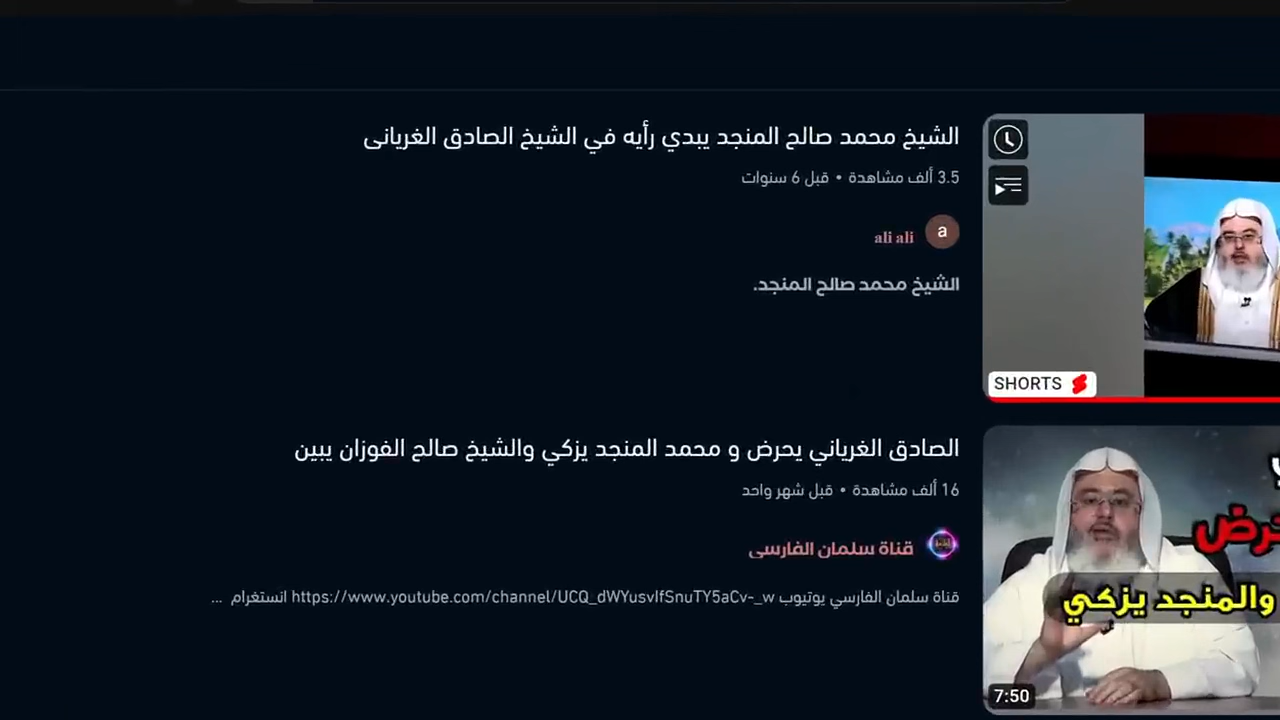 الشيخ محمد صالح المنجد يبدي رأيه في الشيخ الصادق الغرياني
3.5 ألف مشاهدة • قبل 6 سنوات
a ali ali
الشيخ محمد صالح المنجد.
SHORTS
الصادق الغرياني يحرض و محمد المنجد يزكي والشيخ صالح الفوزان يبين
16 ألف مشاهدة • قبل شهر واحد
قناة سلمان الفارسي
قناة سلمان الفارسي يوتيوب https://www.youtube.com/channel/UCQ_dWYusvIfSnuTY5aCv-_w انستغرام ...
والمنجد يزكي
7:50